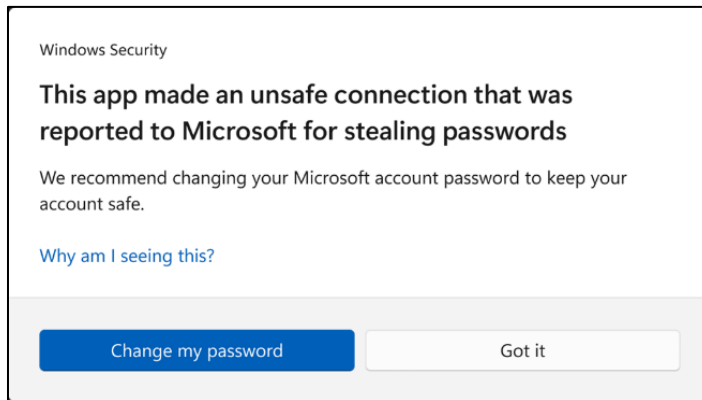 Windows Security
This app made an unsafe connection that was
reported to Microsoft for stealing passwords
We recommend changing your Microsoft account password to keep your
account safe.
Why am I seeing this?
Change my password
Got it